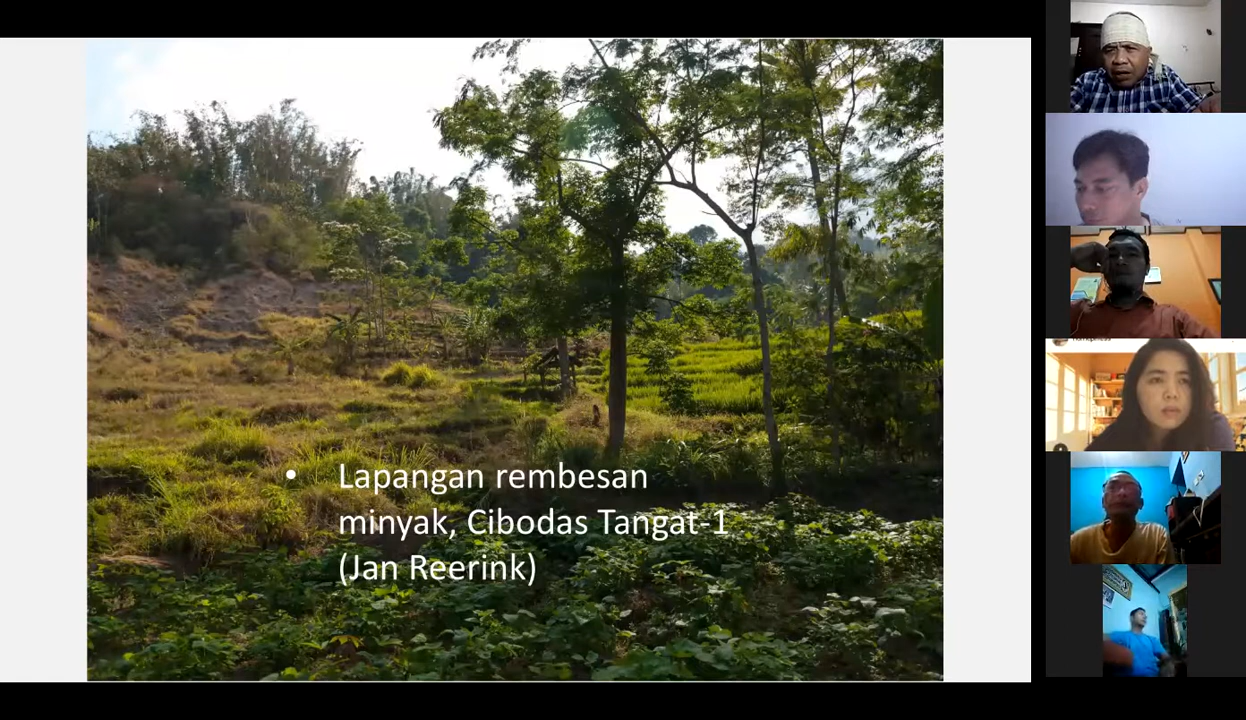 • Lapangan rembesan
minyak, Cibodas Tangat-1
(Jan Reerink)